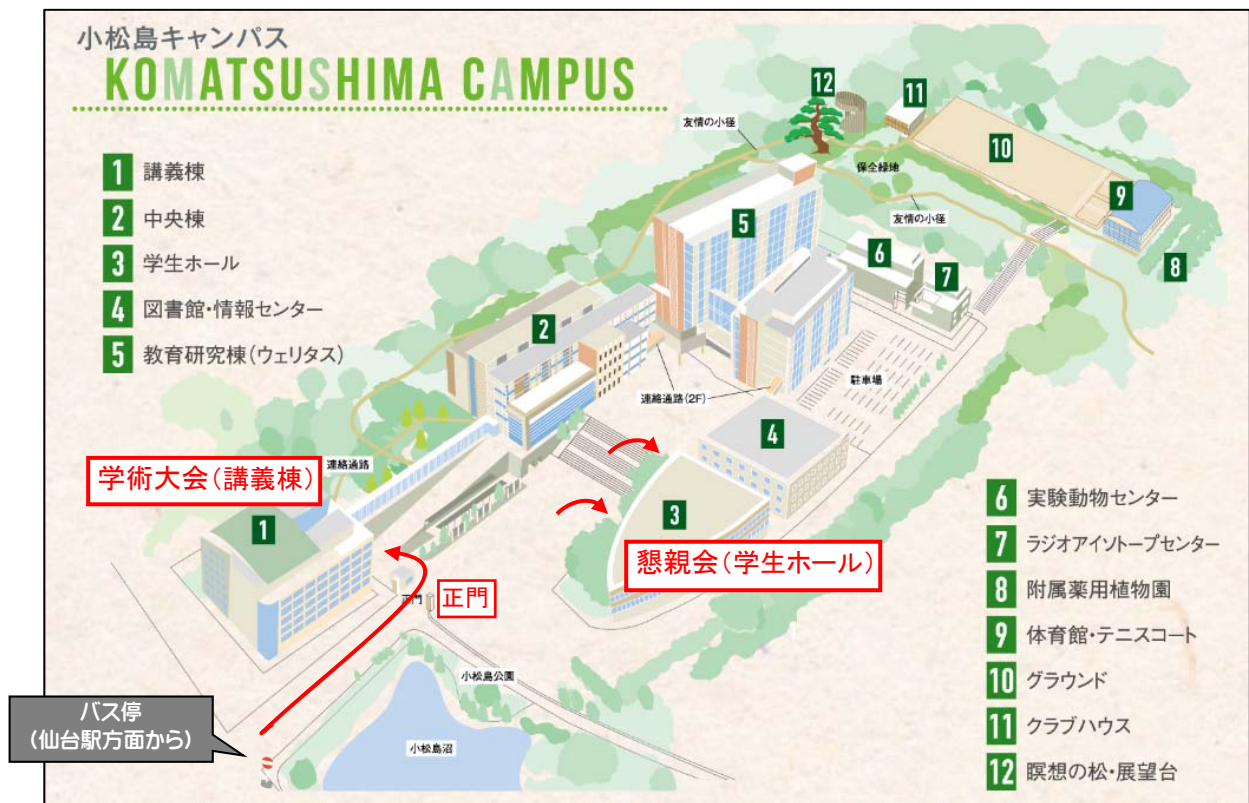 小松島キャンパス
KOMATSUSHIMA CAMPUS
1 講義棟
2 中央棟
3 学生ホール
4 図書館・情報センター
5 教育研究棟(ウェリタス)
12
11
友情の小径
10
保全緑地
9
友情の小径
5
6
8
7
2
駐車場
連絡通路(2F)
4
連絡通路
学術大会(講義棟)
1
3
懇親会(学生ホール)
正門
正門
小松島公園
小松島沼
バス停
(仙台駅方面から)
6 実験動物センター
7 ラジオアイソトープセンター
8 附属薬用植物園
9 体育館・テニスコート
10 グラウンド
11 クラブハウス
12 瞑想の松・展望台